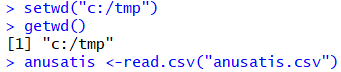 > setwd("c:/tmp")
> getwd()
[1] "c:/tmp"
> anusatis <-read.csv("anusatis.csv")